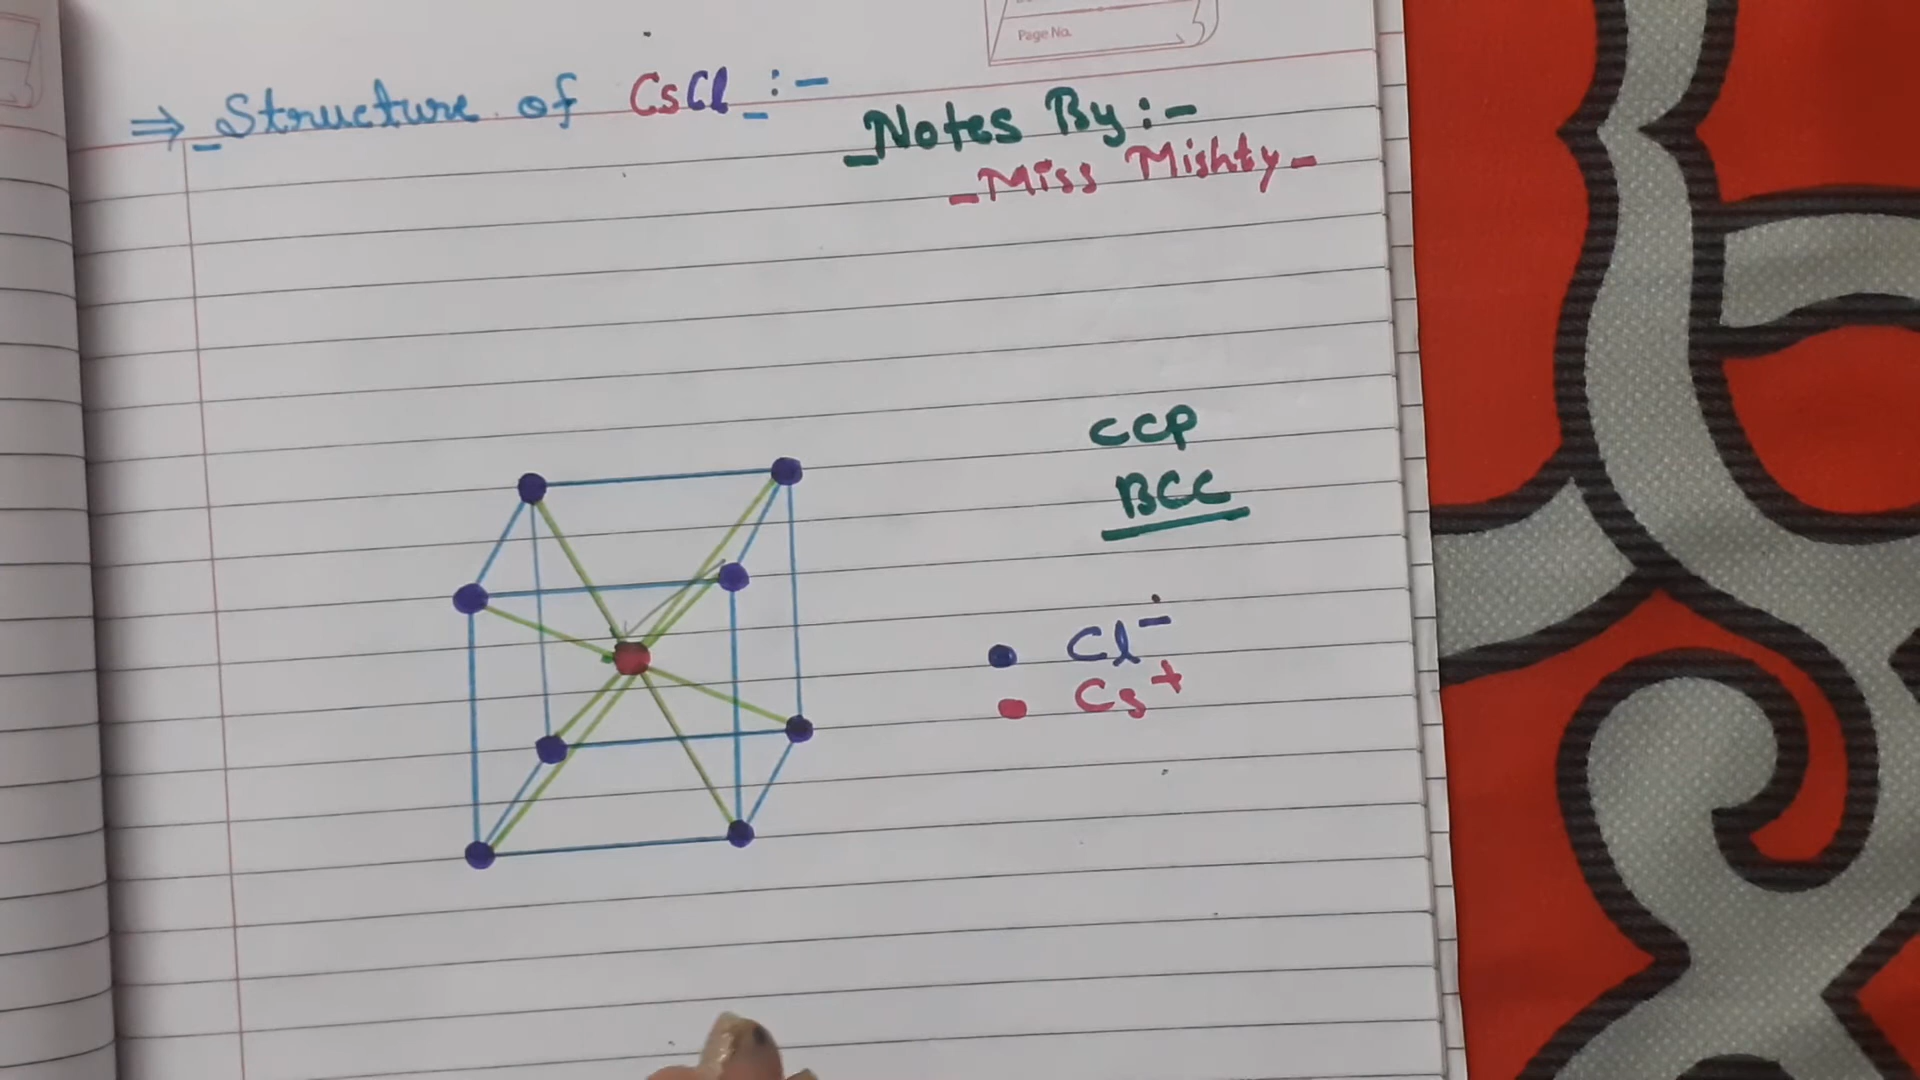 Page No.
⇒ Structure of CsCl :-
Notes By :-
Miss Mishty
CCP
BCC
Cl⁻
Cs⁺